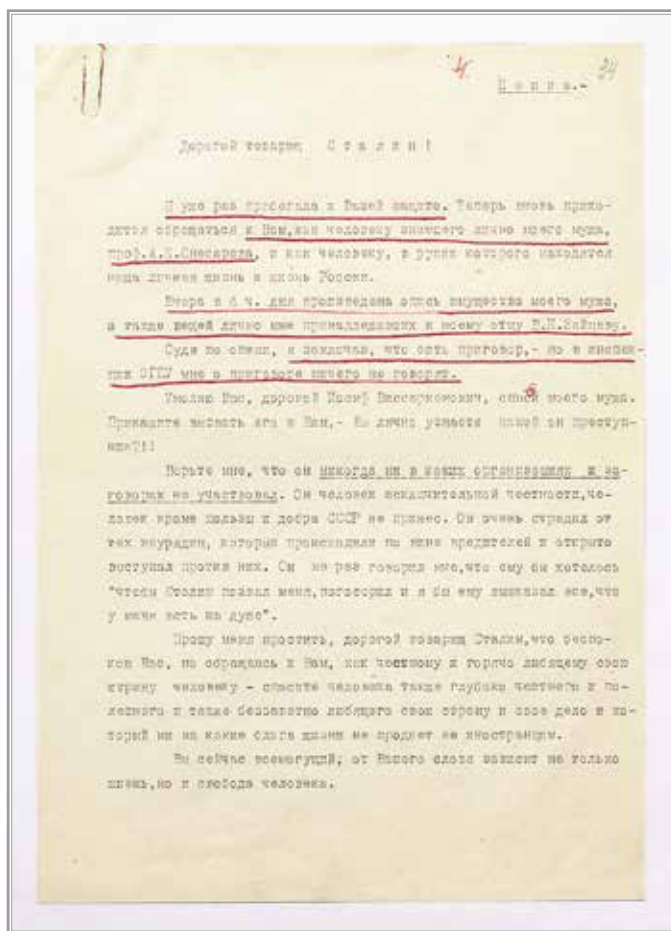 4
Копия.-
Дорогой товарищ Сталин!
Я уже раз прибегала к Вашей защите. Теперь вновь прихо-
дится обращаться к Вам, как человеку знавшего лично моего мужа,
проф.А.Е.Снесарева, и как человеку, в руках которого находится
наша личная жизнь и жизнь России.
Вчера в 6 ч. дня произведена опись имущества моего мужа,
а также вещей лично мне принадлежавших и моему отцу В.Н.Зайцеву.
Судя по описи, я заключаю, что есть приговор,- но в
ции ОГПУ мне о приговоре ничего не говорят.
Умоляю Вас, дорогой Иосиф Виссарионович, моего мужа.
Прикажите вызвать его к Вам,- Вы лично узнаете какой он преступ-
ник?!!
Верьте мне, что он никогда ни в каких организациях и за-
говорах не участвовал. Он человек исключительной честности,че-
ловек кроме пользы и добра СССР не принес. Он очень страдал от
тех неурядиц, которые происходили по вине вредителей и открыто
выступал против них. Он не раз говорил мне,что ему бы хотелось
"чтобы Сталин позвал меня,поговорил и я бы ему высказал все,что
у меня есть на душе".
Прошу меня простить, дорогой товарищ Сталин,что беспо-
кою Вас, но обращаюсь к Вам, как честному и горячо любящему свою
страну человеку - спасите человека также глубоко честного и по-
лезного и также беззаветно любящего свою страну и свое дело и ко-
торый ни за какие блага жизни не продаст ее иностранцам.
Вы сейчас всемогущий; от Вашего слова зависит не только
жизнь,но и свобода человека.